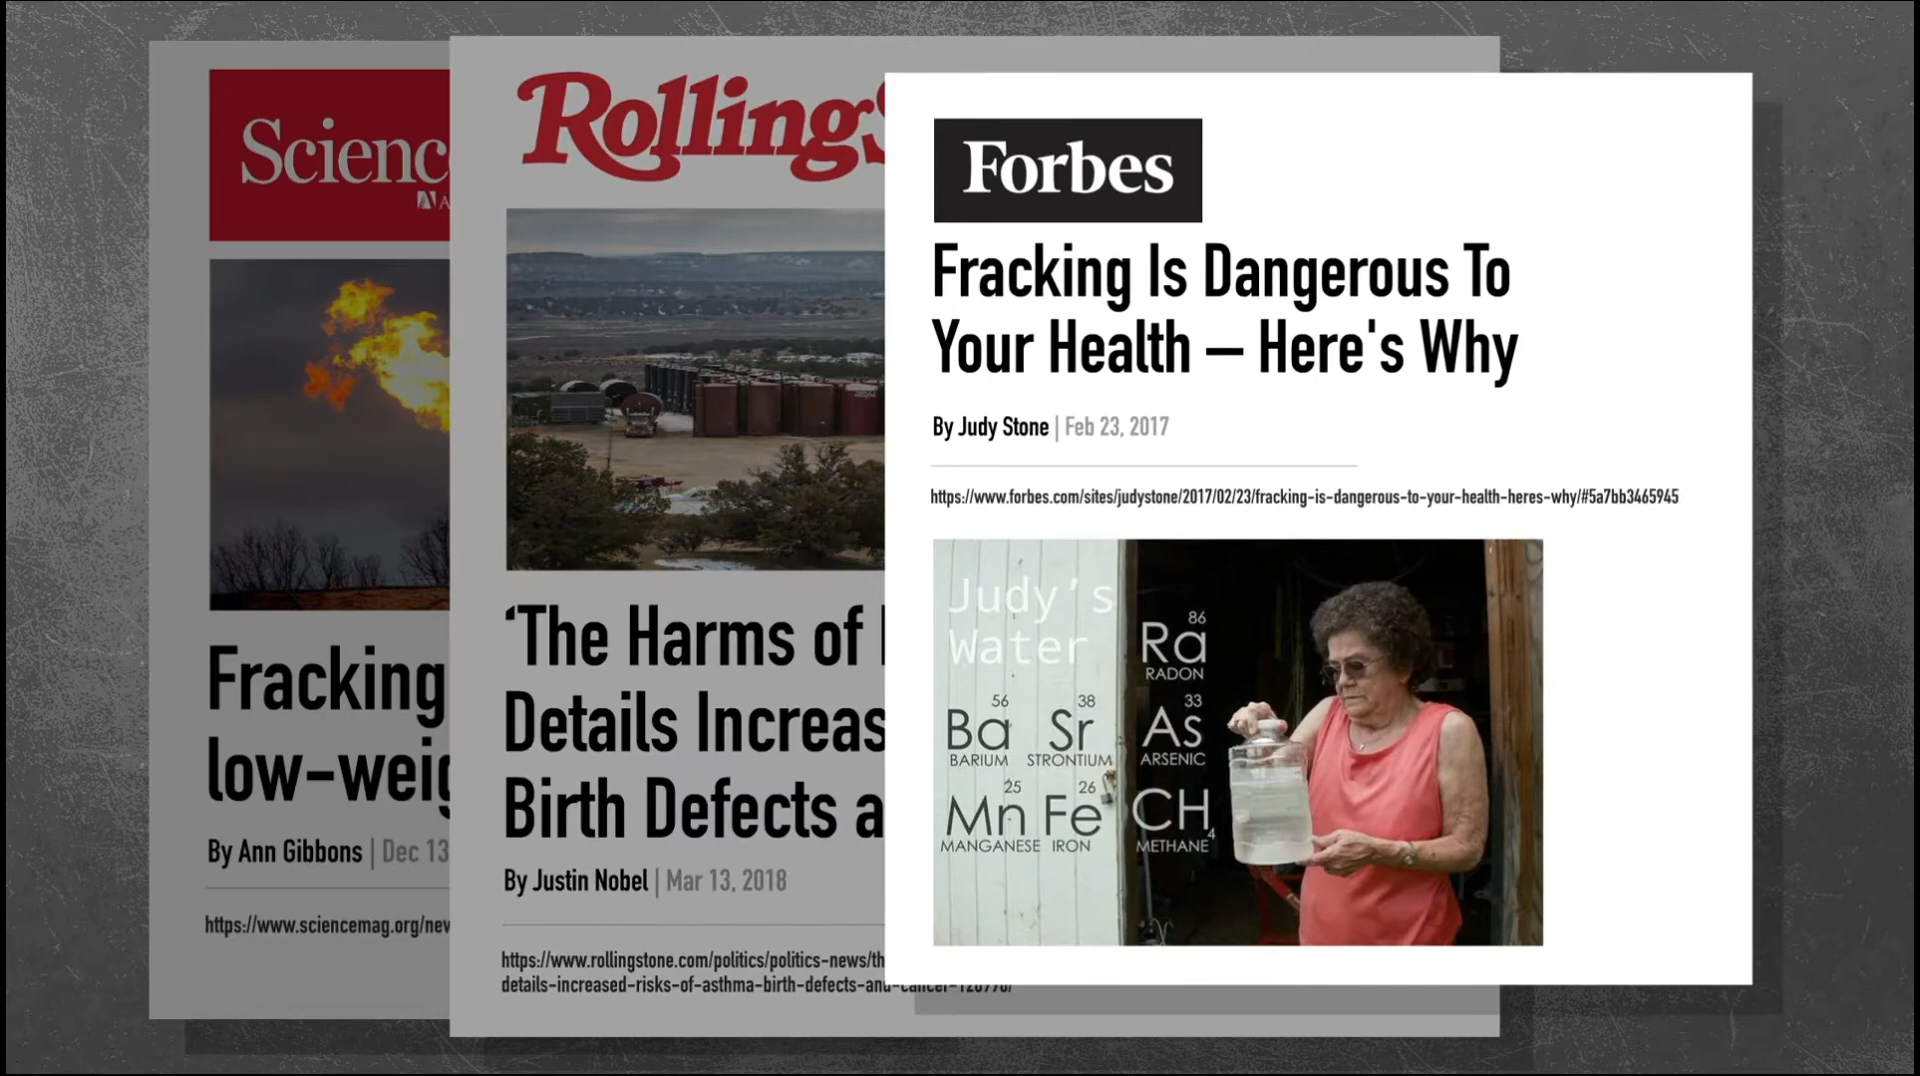 Scienc
A
Fracking
low-weig
By Ann Gibbons | Dec 13
https://www.sciencemag.org/nev
RollingS
'The Harms of
Details Increas
Birth Defects a
By Justin Nobel | Mar 13, 2018
https://www.rollingstone.com/politics/politics-news/th
details-increased-risks-of-asthma-birth-defects-and-cancer-126996/
Forbes
Fracking Is Dangerous To
Your Health – Here's Why
By Judy Stone | Feb 23, 2017
https://www.forbes.com/sites/judystone/2017/02/23/fracking-is-dangerous-to-your-health-heres-why/#5a7bb3465945
Judy's
Water
86
Ra
RADON
56 38 33
Ba Sr As
BARIUM STRONTIUM ARSENIC
25 26
Mn Fe CH4
MANGANESE IRON METHANE